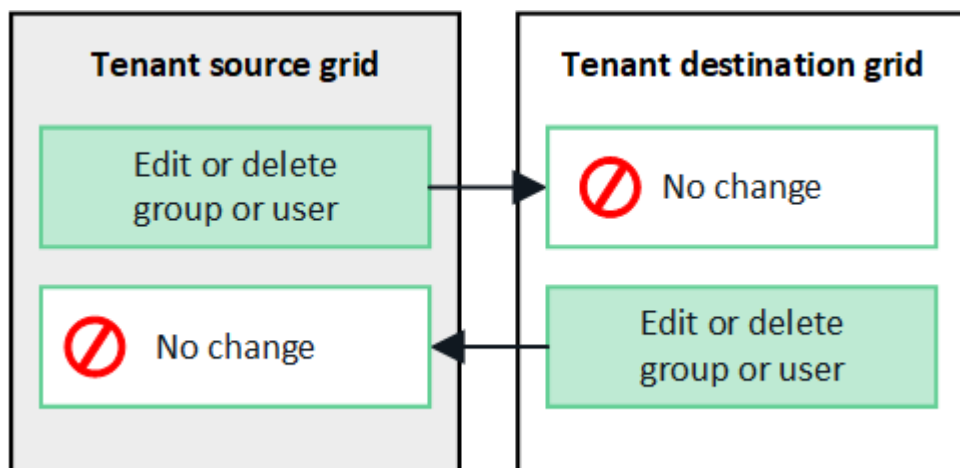 Tenant source grid
Edit or delete
group or user
No change
Tenant destination grid
No change
Edit or delete
group or user